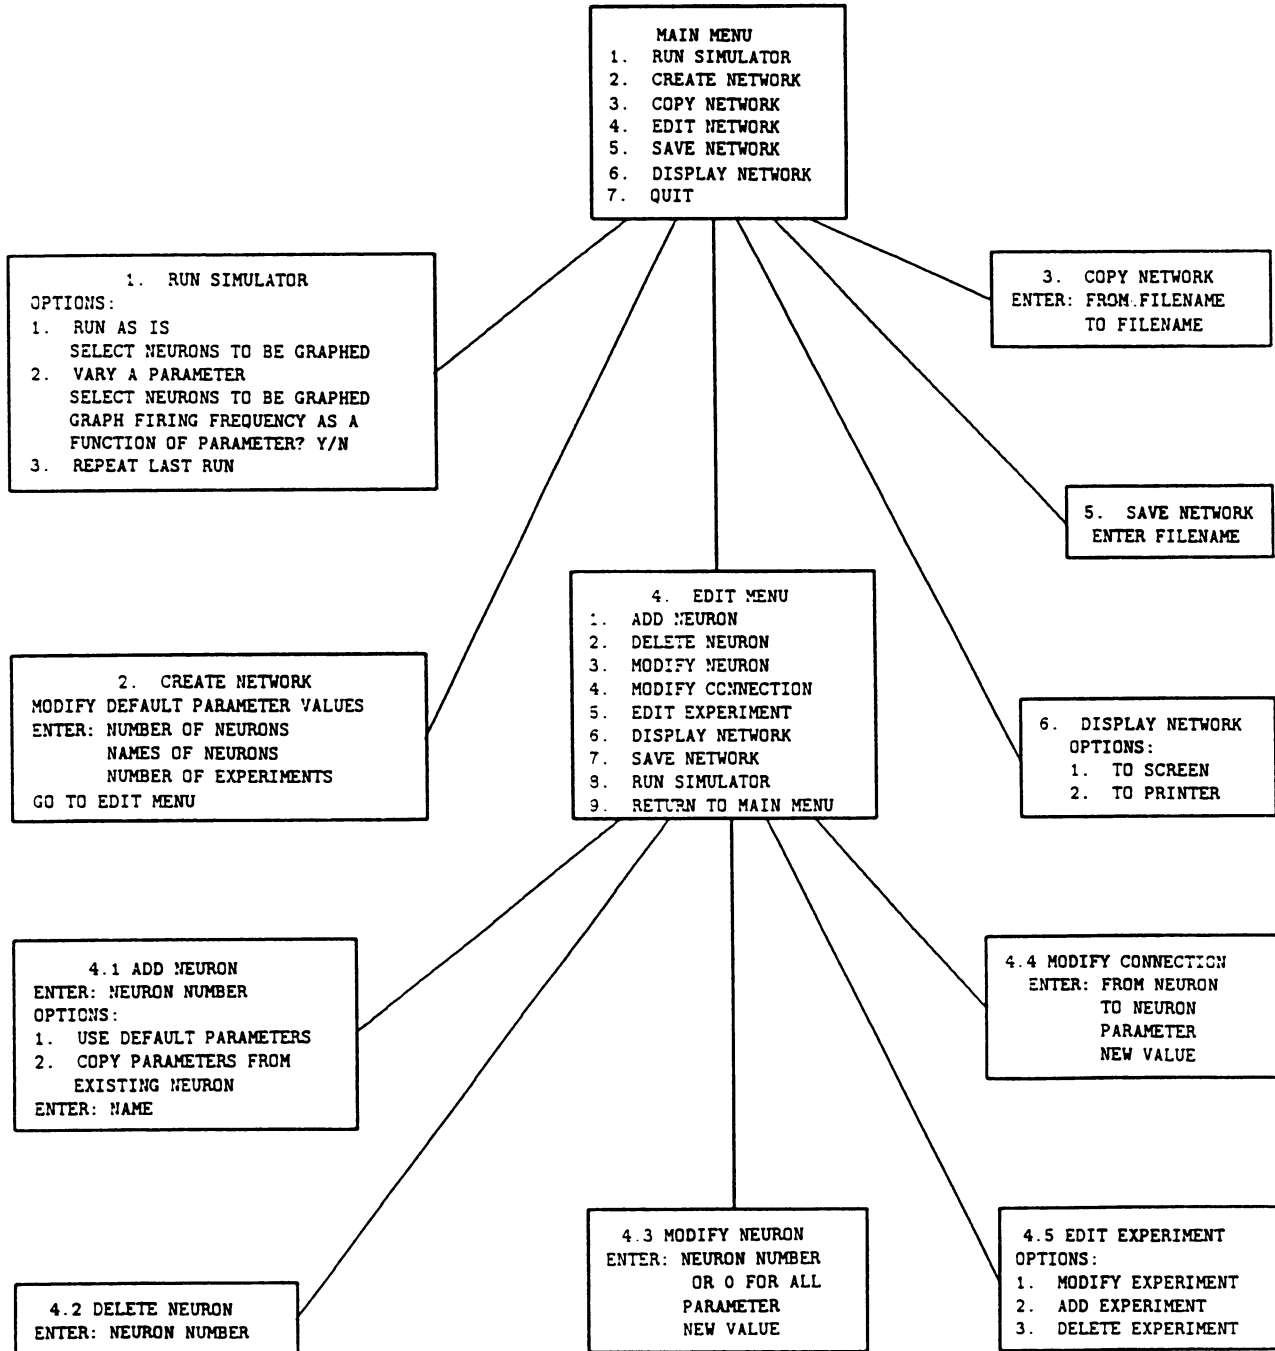 MAIN MENU
1. RUN SIMULATOR
2. CREATE NETWORK
3. COPY NETWORK
4. EDIT NETWORK
5. SAVE NETWORK
6. DISPLAY NETWORK
7. QUIT
1. RUN SIMULATOR
OPTIONS:
1. RUN AS IS
SELECT NEURONS TO BE GRAPHED
2. VARY A PARAMETER
SELECT NEURONS TO BE GRAPHED
GRAPH FIRING FREQUENCY AS A
FUNCTION OF PARAMETER? Y/N
3. REPEAT LAST RUN
3. COPY NETWORK
ENTER: FROM FILENAME
TO FILENAME
5. SAVE NETWORK
ENTER FILENAME
2. CREATE NETWORK
MODIFY DEFAULT PARAMETER VALUES
ENTER: NUMBER OF NEURONS
NAMES OF NEURONS
NUMBER OF EXPERIMENTS
GO TO EDIT MENU
4. EDIT MENU
1. ADD NEURON
2. DELETE NEURON
3. MODIFY NEURON
4. MODIFY CONNECTION
5. EDIT EXPERIMENT
6. DISPLAY NETWORK
7. SAVE NETWORK
8. RUN SIMULATOR
9. RETURN TO MAIN MENU
6. DISPLAY NETWORK
OPTIONS:
1. TO SCREEN
2. TO PRINTER
4.1 ADD NEURON
ENTER: NEURON NUMBER
OPTIONS:
1. USE DEFAULT PARAMETERS
2. COPY PARAMETERS FROM
EXISTING NEURON
ENTER: NAME
4.4 MODIFY CONNECTION
ENTER: FROM NEURON
TO NEURON
PARAMETER
NEW VALUE
4.2 DELETE NEURON
ENTER: NEURON NUMBER
4.3 MODIFY NEURON
ENTER: NEURON NUMBER
OR 0 FOR ALL
PARAMETER
NEW VALUE
4.5 EDIT EXPERIMENT
OPTIONS:
1. MODIFY EXPERIMENT
2. ADD EXPERIMENT
3. DELETE EXPERIMENT